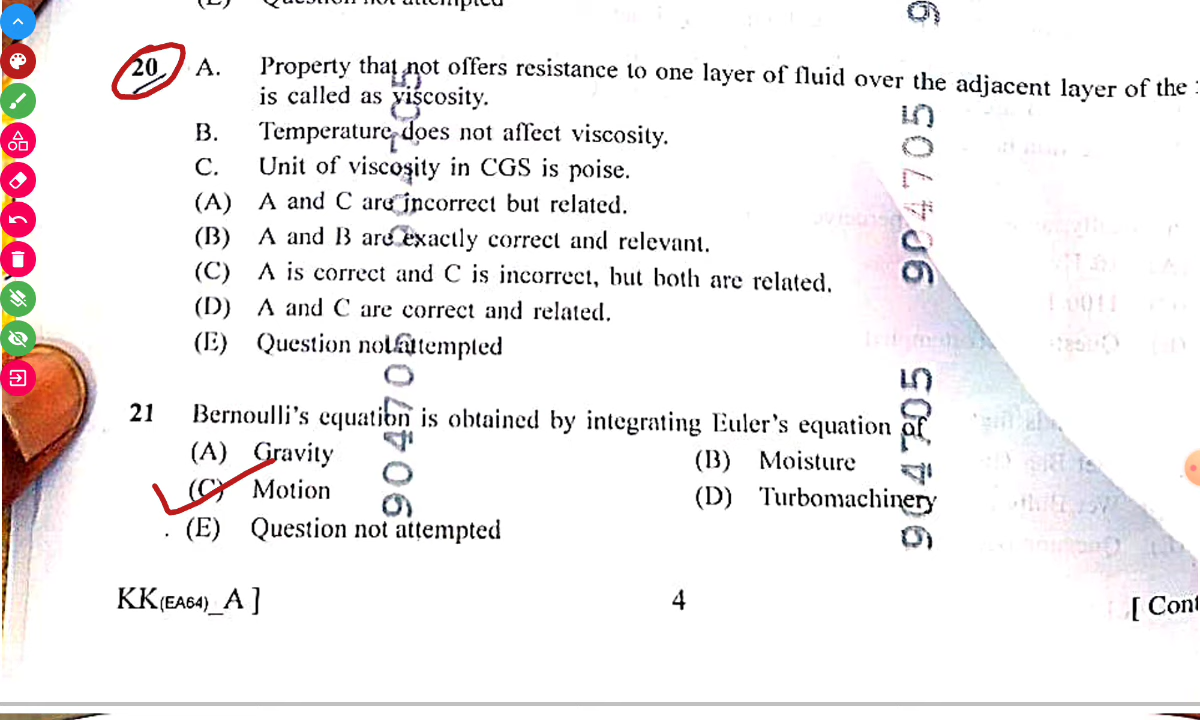 20 A. Property that not offers resistance to one layer of fluid over the adjacent layer of the
is called as viscosity.
B. Temperature does not affect viscosity.
C. Unit of viscosity in CGS is poise.
(A) A and C are incorrect but related.
(B) A and B are exactly correct and relevant.
(C) A is correct and C is incorrect, but both are related.
(D) A and C are correct and related.
(E) Question not attempted
21 Bernoulli's equation is obtained by integrating Euler's equation of
(A) Gravity (B) Moisture
(C) Motion (D) Turbomachinery
(E) Question not attempted
KK(EA64)_A ] 4 [ Cont
904705
904705